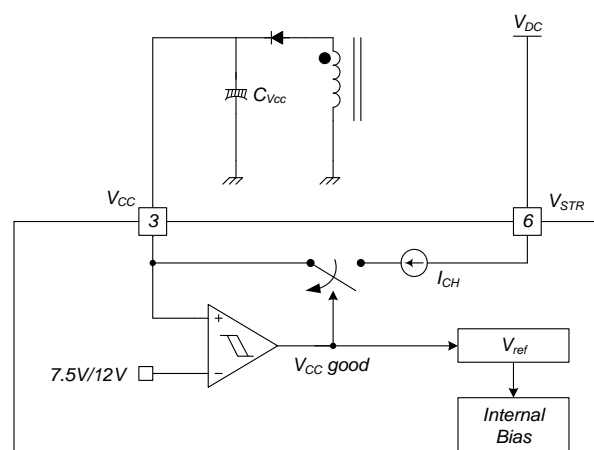 V_DC
C_Vcc
V_CC
3
6
V_STR
I_CH
+
−
7.5V/12V
V_CC good
V_ref
Internal
Bias